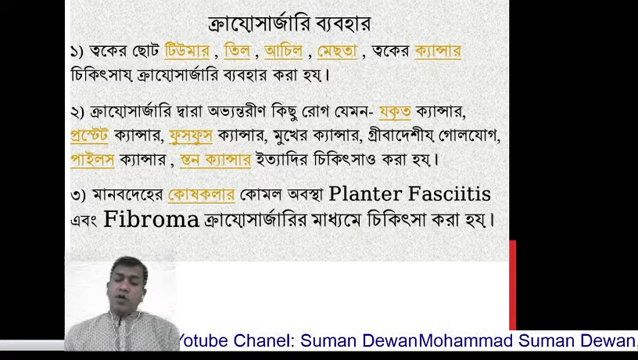 ক্রায়োসার্জারি ব্যবহার
১) ত্বকের ছোট টিউমার , তিল , আচিল , মেছতা , ত্বকের ক্যান্সার
চিকিৎসায় ক্রায়োসার্জারি ব্যবহার করা হয়।
২) ক্রায়োসার্জারি দ্বারা অভ্যন্তরীণ কিছু রোগ যেমন- যকৃত ক্যান্সার,
প্রস্টেট ক্যান্সার, ফুসফুস ক্যান্সার, মুখের ক্যান্সার, গ্রীবাদেশীয় গোলযোগ,
পাইলস ক্যান্সার , স্তন ক্যান্সার ইত্যাদির চিকিৎসাও করা হয়।
৩) মানবদেহের কোষকলার কোমল অবস্থা Planter Fasciitis
এবং Fibroma ক্রায়োসার্জারির মাধ্যমে চিকিৎসা করা হয়।
Yotube Chanel: Suman DewanMohammad Suman Dewan,